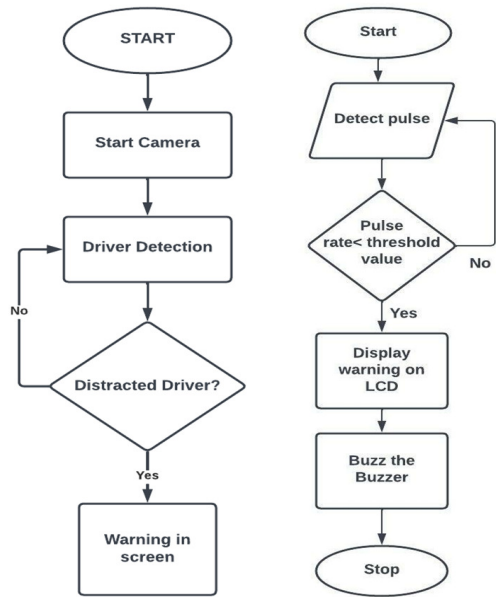 START
Start Camera
Driver Detection
No
Distracted Driver?
Yes
Warning in
screen
Start
Detect pulse
Pulse
rate< threshold
value
No
Yes
Display
warning on
LCD
Buzz the
Buzzer
Stop